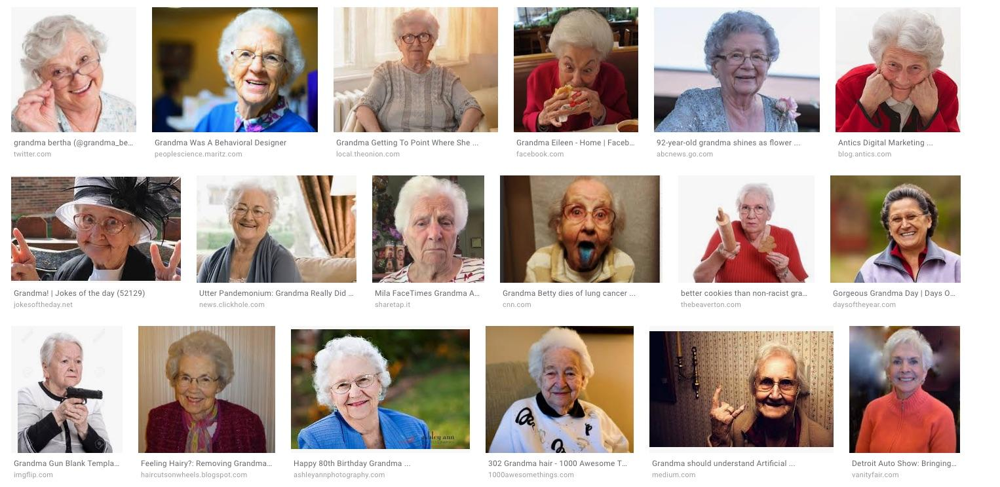 grandma bertha (@grandma_be...
twitter.com
Grandma Was A Behavioral Designer
peoplescience.maritz.com
Grandma Getting To Point Where She ...
local.theonion.com
Grandma Eileen - Home | Faceb...
facebook.com
92-year-old grandma shines as flower ...
abcnews.go.com
Antics Digital Marketing ...
blog.antics.com
Grandma! | Jokes of the day (52129)
jokesoftheday.net
Utter Pandemonium: Grandma Really Did ...
news.clickhole.com
Mila FaceTimes Grandma A...
sharetap.it
Grandma Betty dies of lung cancer ...
cnn.com
better cookies than non-racist gra...
thebeaverton.com
Gorgeous Grandma Day | Days O...
daysoftheyear.com
ashley ann
Grandma Gun Blank Templa...
imgflip.com
Feeling Hairy?: Removing Grandma...
haircutsonwheels.blogspot.com
Happy 80th Birthday Grandma ...
ashleyannphotography.com
302 Grandma hair - 1000 Awesome T...
1000awesomethings.com
Grandma should understand Artificial ...
medium.com
Detroit Auto Show: Bringing...
vanityfair.com